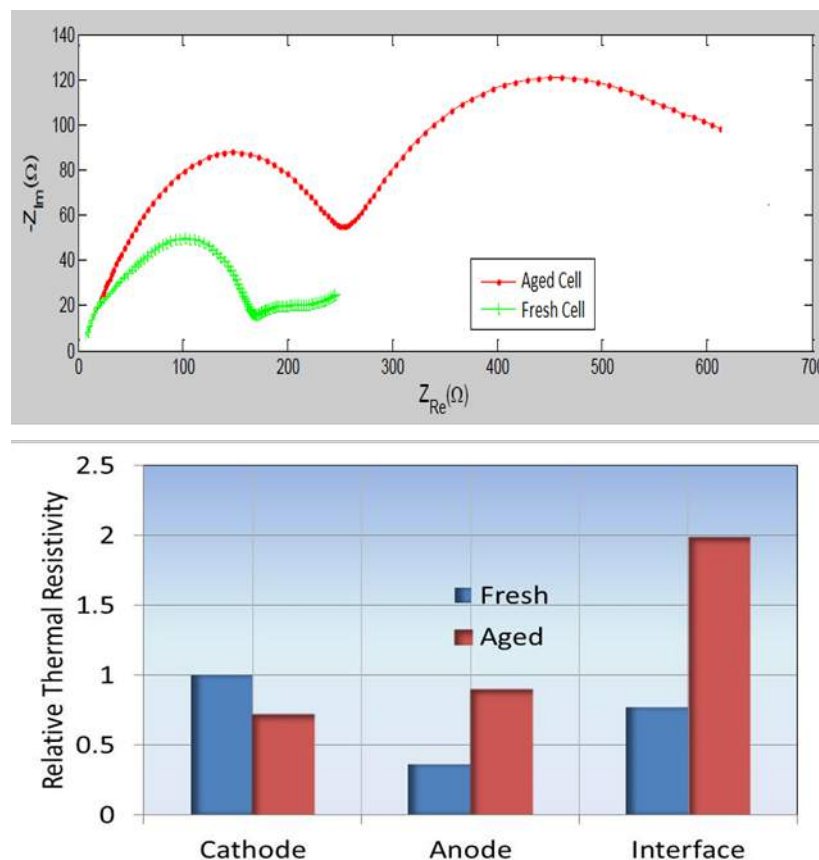 140
120
100
80
60
40
20
0
-Z_Im(Ω)
Aged Cell
Fresh Cell
0 100 200 300 400 500 600 700
Z_Re(Ω)
2.5
2
1.5
1
0.5
0
Relative Thermal Resistivity
Fresh
Aged
Cathode Anode Interface